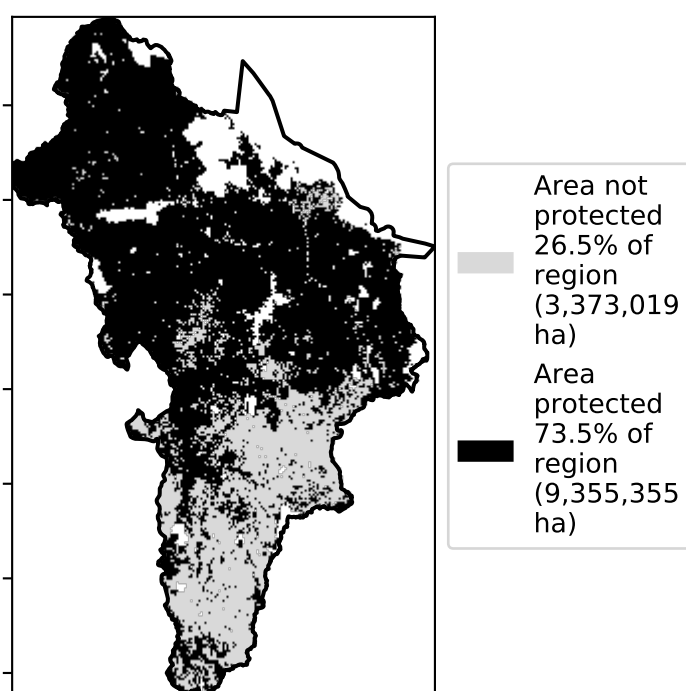 Area not
protected
26.5% of
region
(3,373,019
ha)
Area
protected
73.5% of
region
(9,355,355
ha)